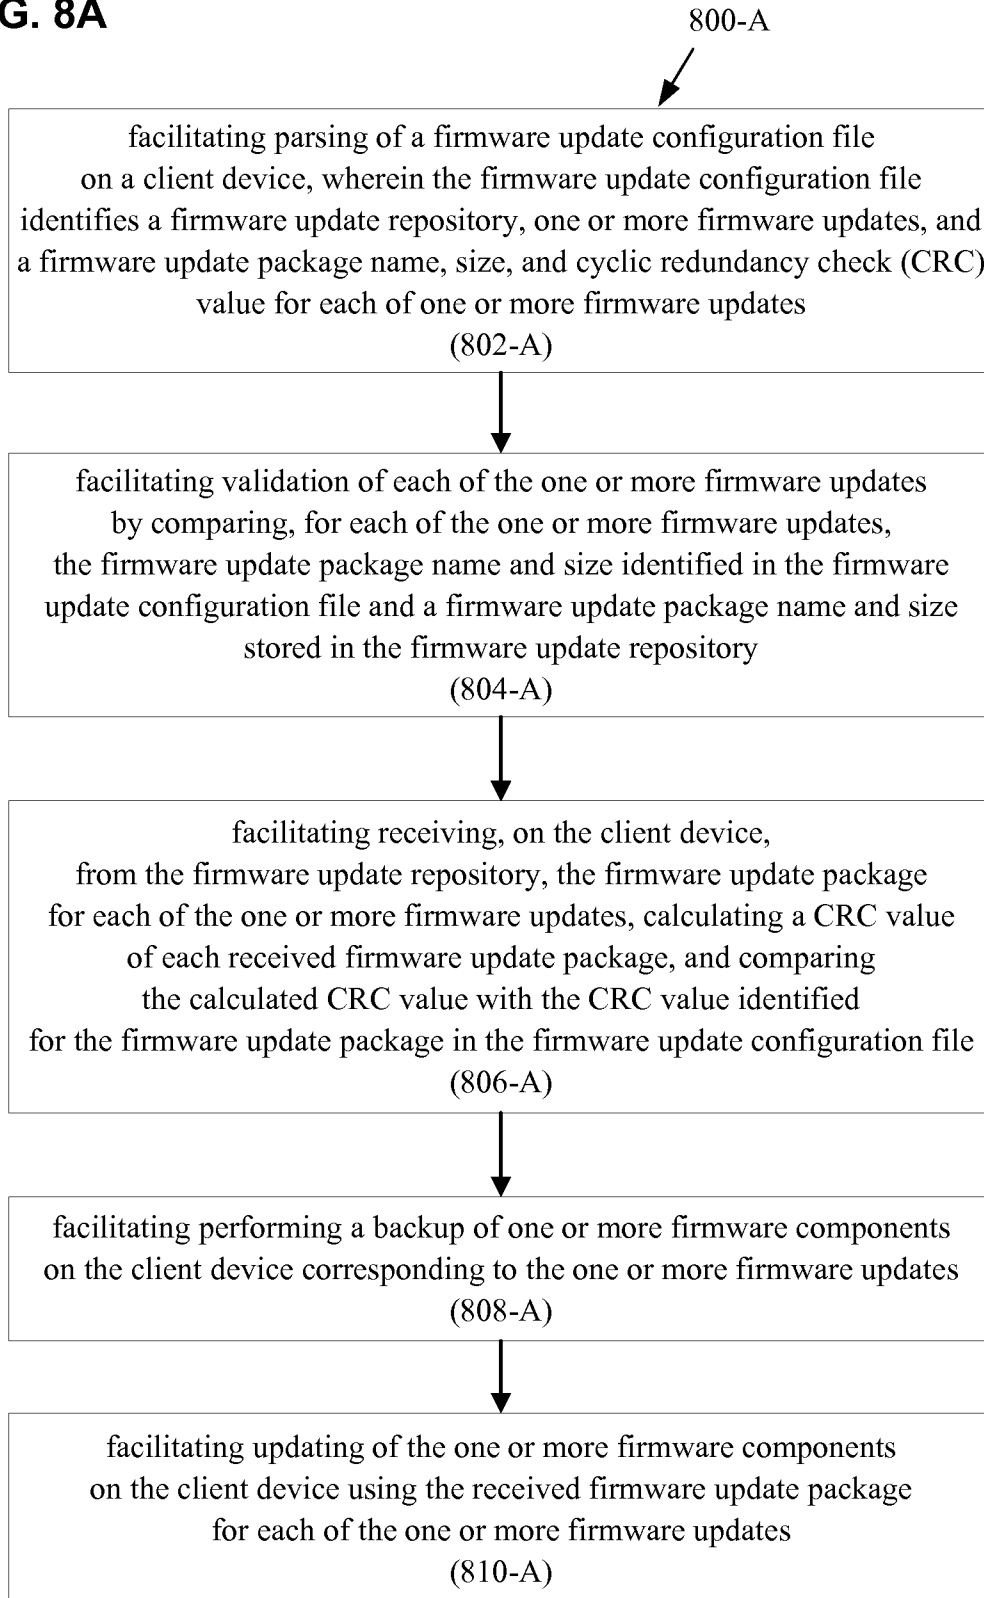 G. 8A
800-A
facilitating parsing of a firmware update configuration file
on a client device, wherein the firmware update configuration file
identifies a firmware update repository, one or more firmware updates, and
a firmware update package name, size, and cyclic redundancy check (CRC)
value for each of one or more firmware updates
(802-A)
facilitating validation of each of the one or more firmware updates
by comparing, for each of the one or more firmware updates,
the firmware update package name and size identified in the firmware
update configuration file and a firmware update package name and size
stored in the firmware update repository
(804-A)
facilitating receiving, on the client device,
from the firmware update repository, the firmware update package
for each of the one or more firmware updates, calculating a CRC value
of each received firmware update package, and comparing
the calculated CRC value with the CRC value identified
for the firmware update package in the firmware update configuration file
(806-A)
facilitating performing a backup of one or more firmware components
on the client device corresponding to the one or more firmware updates
(808-A)
facilitating updating of the one or more firmware components
on the client device using the received firmware update package
for each of the one or more firmware updates
(810-A)